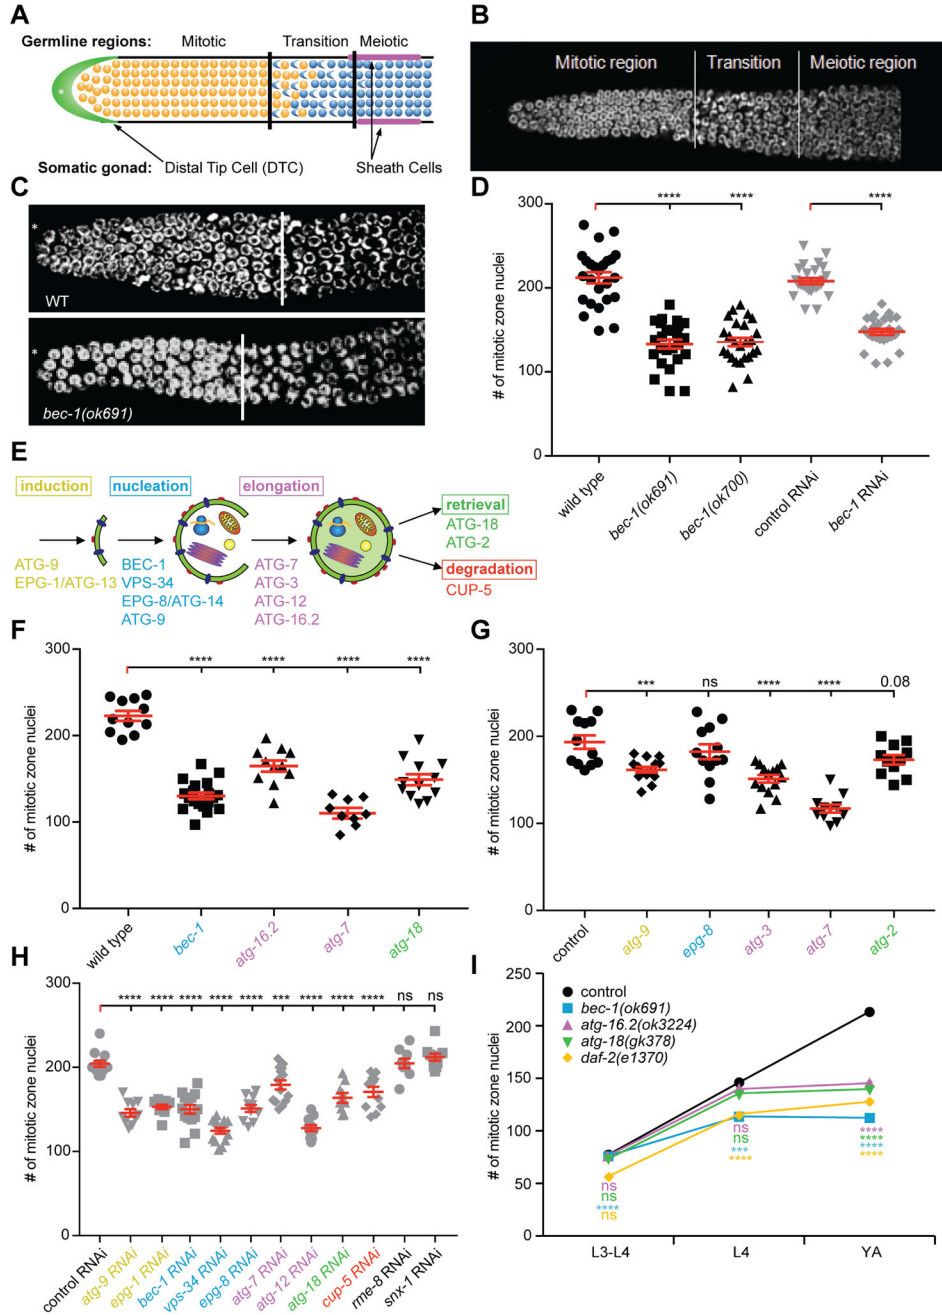 A
Germline regions: Mitotic Transition Meiotic
*
Somatic gonad: Distal Tip Cell (DTC) Sheath Cells
B
Mitotic region Transition Meiotic region
C
*
WT
*
bec-1(ok691)
D
# of mitotic zone nuclei
300
200
100
0
**** **** ****
wild type
bec-1(ok691)
bec-1(ok700)
control RNAi
bec-1 RNAi
E
induction nucleation elongation
retrieval
ATG-18
ATG-2
degradation
CUP-5
ATG-9
EPG-1/ATG-13
BEC-1
VPS-34
EPG-8/ATG-14
ATG-9
ATG-7
ATG-3
ATG-12
ATG-16.2
F
# of mitotic zone nuclei
300
200
100
0
**** **** **** ****
wild type
bec-1
atg-16.2
atg-7
atg-18
G
# of mitotic zone nuclei
300
200
100
0
*** ns **** **** 0.08
control
atg-9
epg-8
atg-3
atg-7
atg-2
H
# of mitotic zone nuclei
300
200
100
0
**** **** **** **** **** *** **** **** **** ns ns
control RNAi
atg-9 RNAi
epg-1 RNAi
bec-1 RNAi
vps-34 RNAi
epg-8 RNAi
atg-7 RNAi
atg-12 RNAi
atg-18 RNAi
cup-5 RNAi
rme-8 RNAi
snx-1 RNAi
I
# of mitotic zone nuclei
250
200
150
100
50
0
control
bec-1(ok691)
atg-16.2(ok3224)
atg-18(gk378)
daf-2(e1370)
ns
ns
****
ns
ns
ns
***
****
****
****
****
****
L3-L4 L4 YA